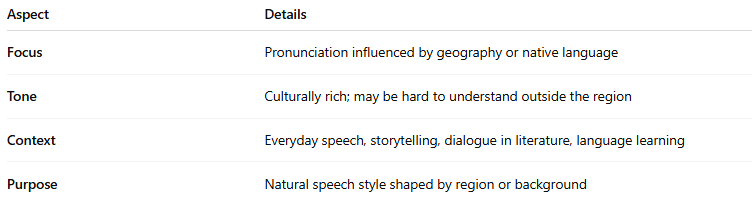 Aspect Details
Focus Pronunciation influenced by geography or native language
Tone Culturally rich; may be hard to understand outside the region
Context Everyday speech, storytelling, dialogue in literature, language learning
Purpose Natural speech style shaped by region or background